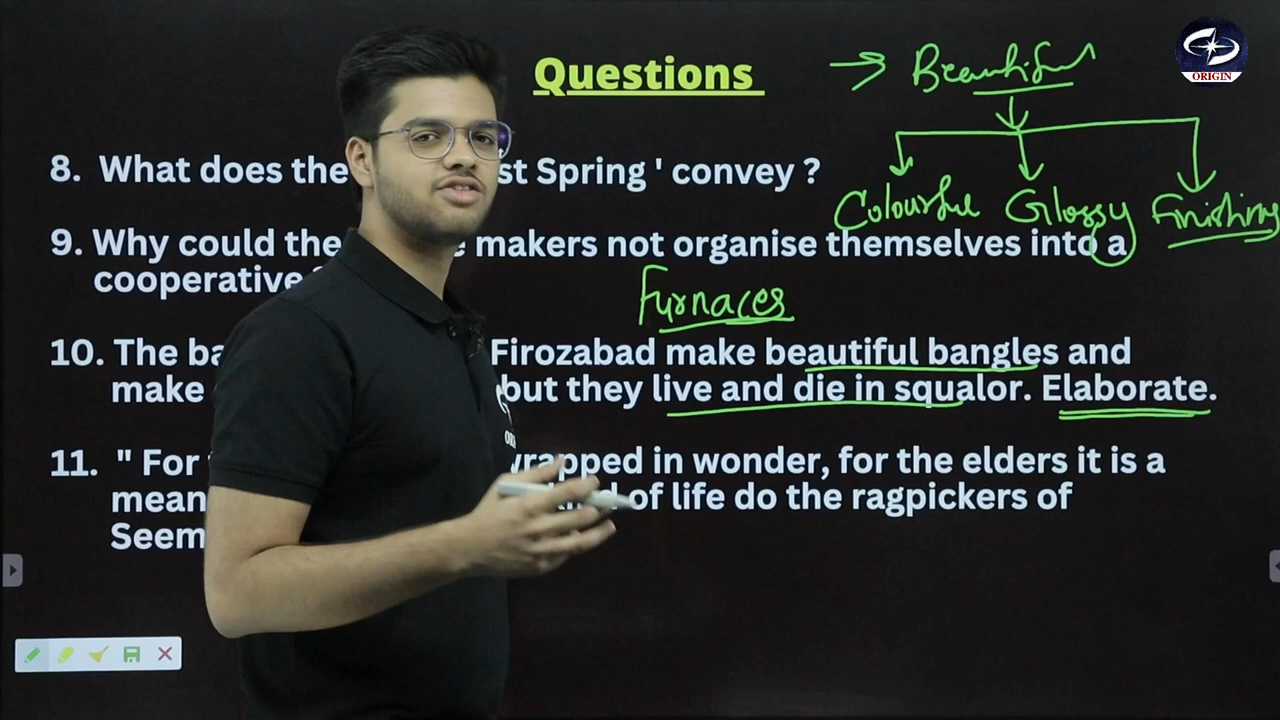 Questions
→ Beautiful
ORIGIN
Colourful Glossy Finishing
8. What does the st Spring ' convey ?
9. Why could the makers not organise themselves into a
cooperative
Furnaces
10. The ba Firozabad make beautiful bangles and
make but they live and die in squalor. Elaborate.
11. " For wrapped in wonder, for the elders it is a
mean of life do the ragpickers of
Seem